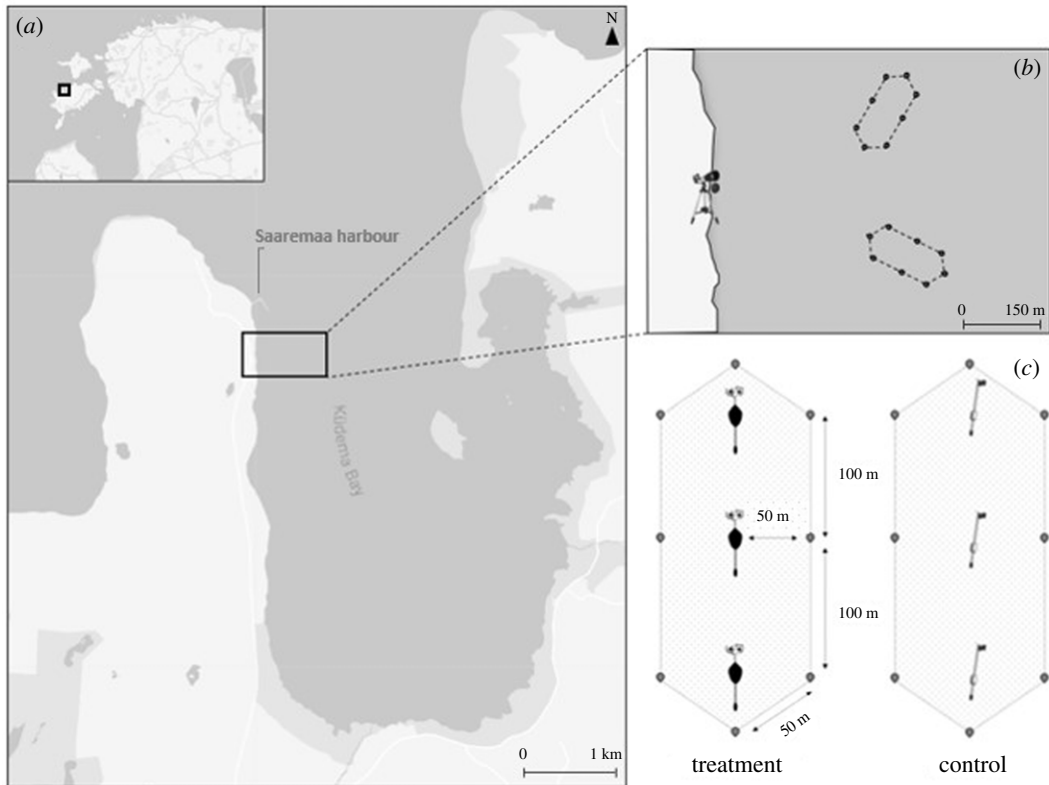 (a)
N
Saaremaa harbour
Küdema Bay
0 1 km
(b)
0 150 m
(c)
100 m
50 m
100 m
50 m
treatment
control